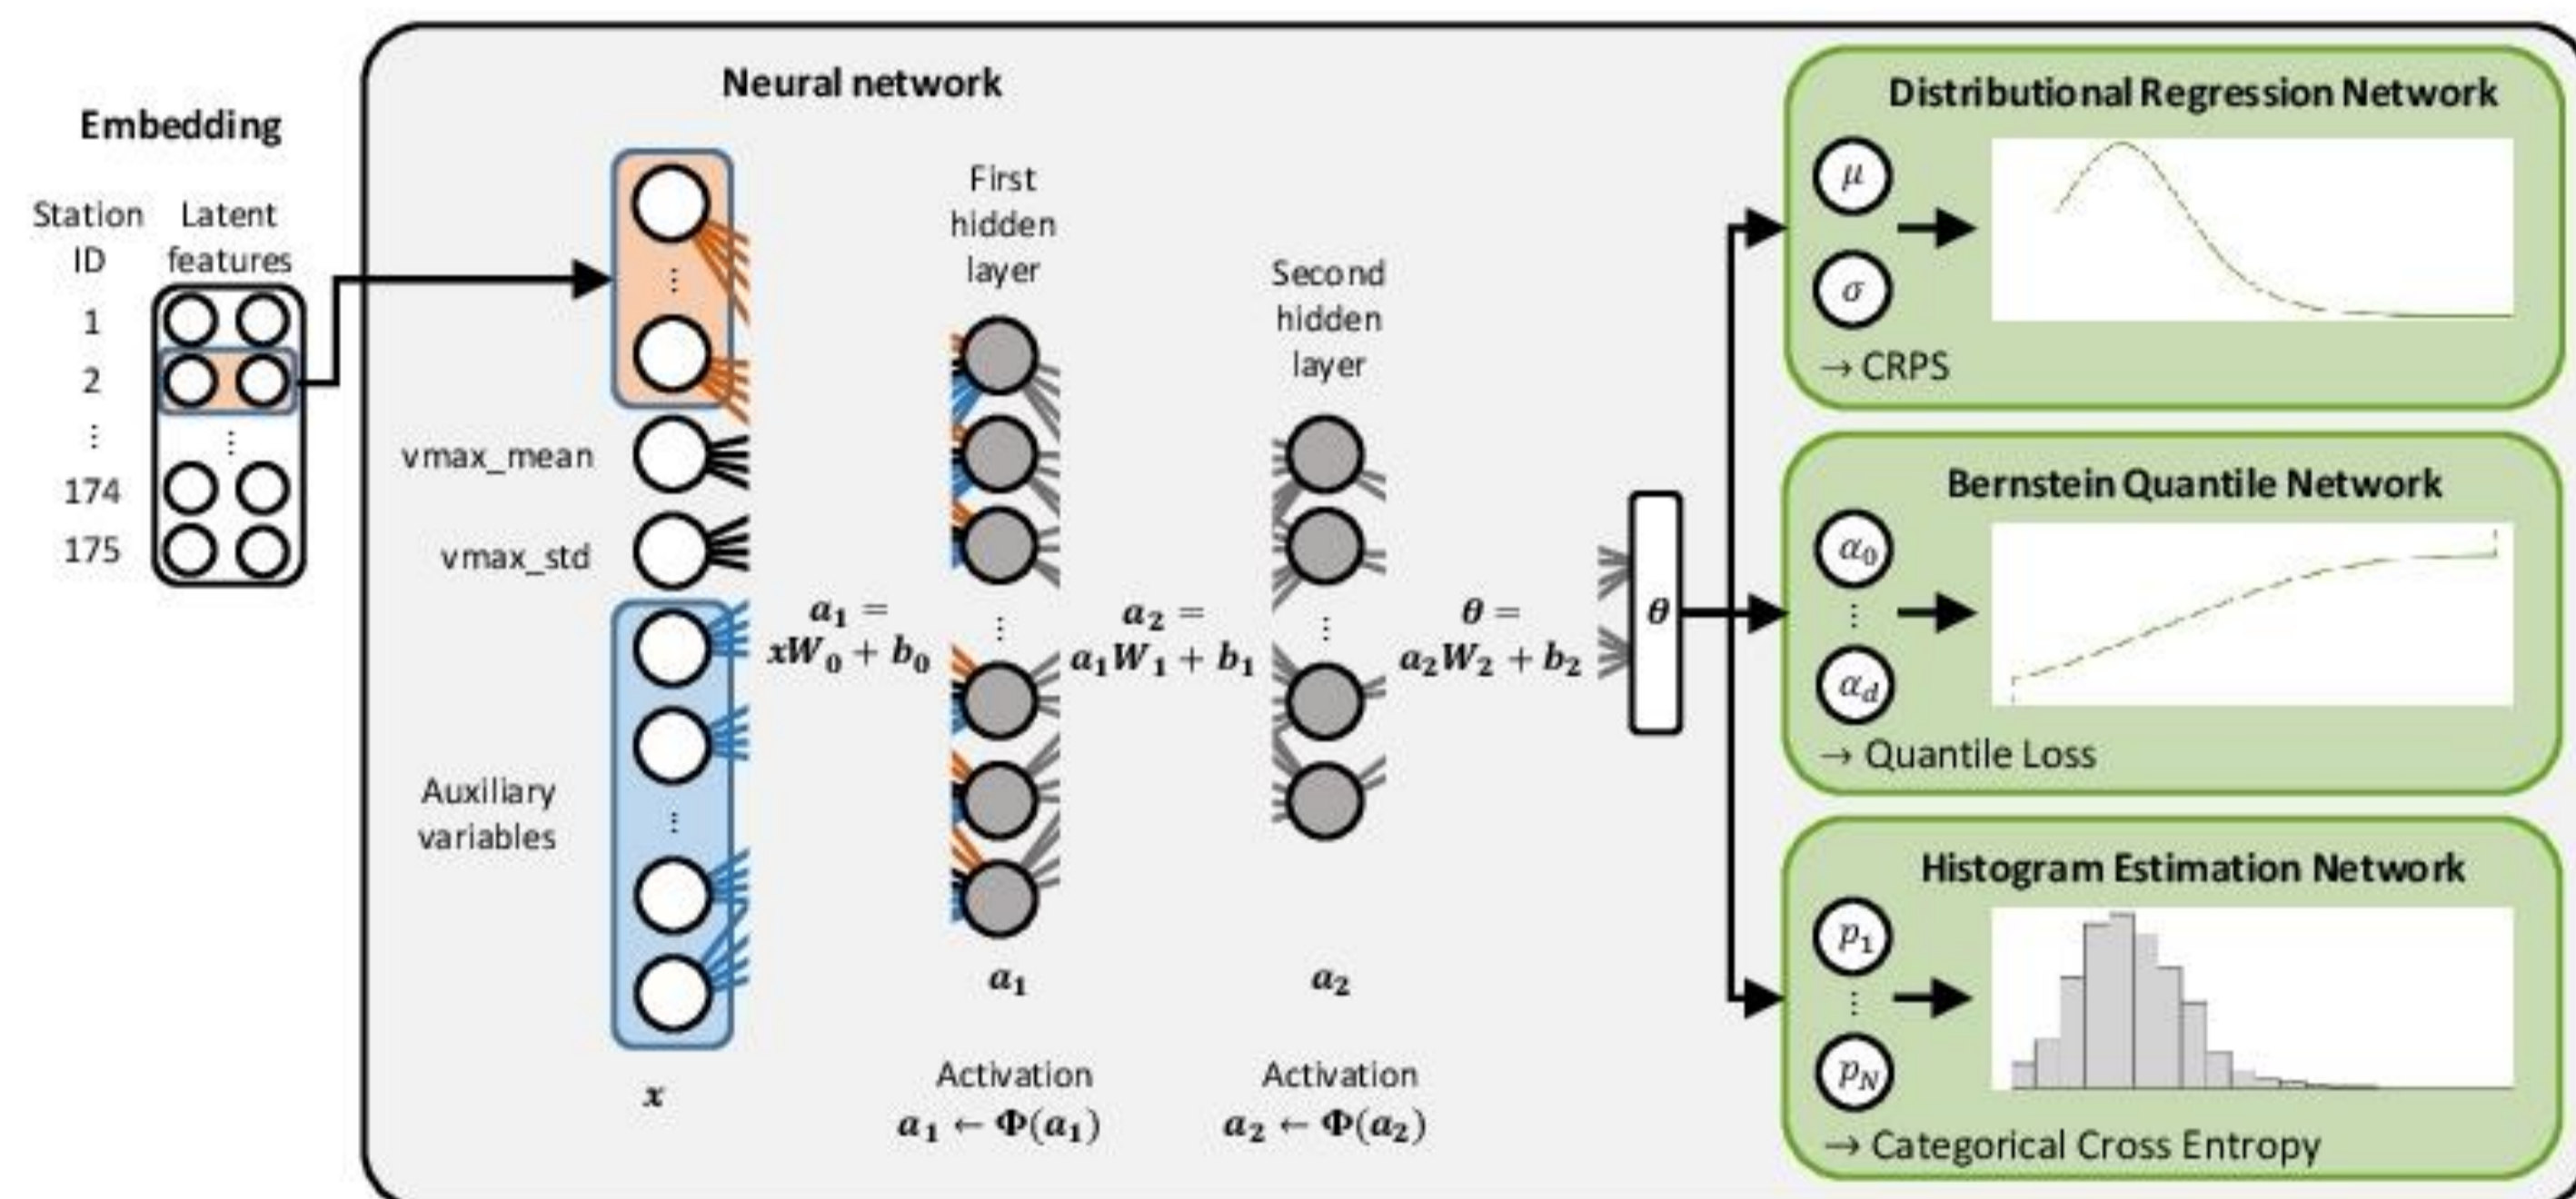 Embedding
Station
ID
Latent
features
1
2
⋮
174
175
Neural network
vmax_mean
vmax_std
Auxiliary
variables
x
a₁ =
xW₀ + b₀
First
hidden
layer
a₁
Activation
a₁ ← Φ(a₁)
a₂ =
a₁W₁ + b₁
Second
hidden
layer
a₂
Activation
a₂ ← Φ(a₂)
θ =
a₂W₂ + b₂
θ
Distributional Regression Network
μ
σ
→ CRPS
Bernstein Quantile Network
α₀
⋮
α_d
→ Quantile Loss
Histogram Estimation Network
p₁
⋮
p_N
→ Categorical Cross Entropy